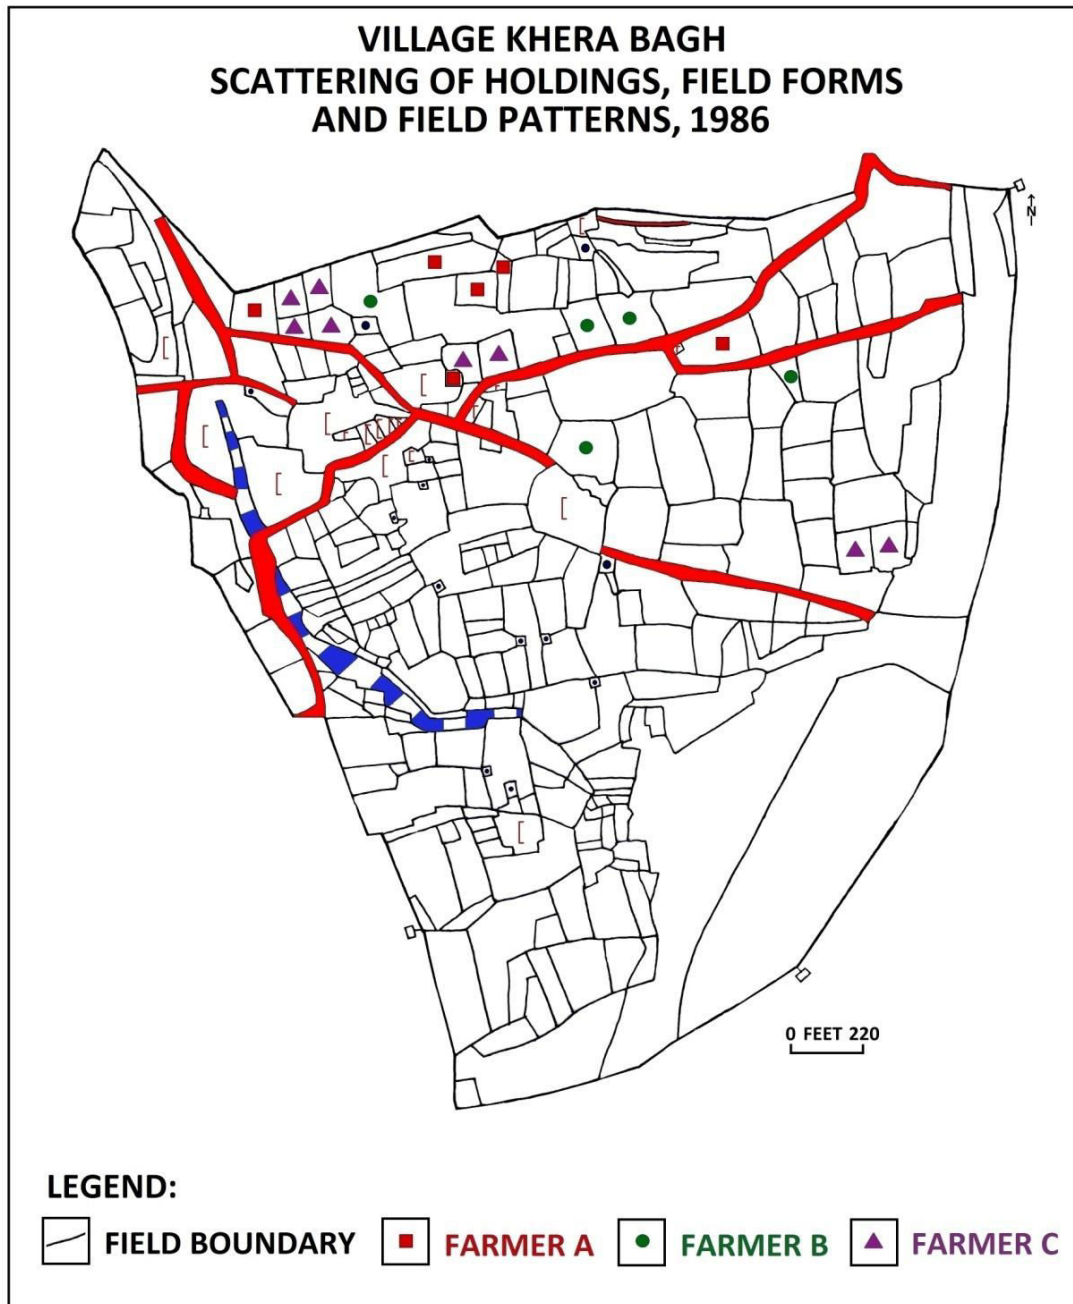 VILLAGE KHERA BAGH
SCATTERING OF HOLDINGS, FIELD FORMS
AND FIELD PATTERNS, 1986
N
0 FEET 220
LEGEND:
FIELD BOUNDARY
FARMER A
FARMER B
FARMER C